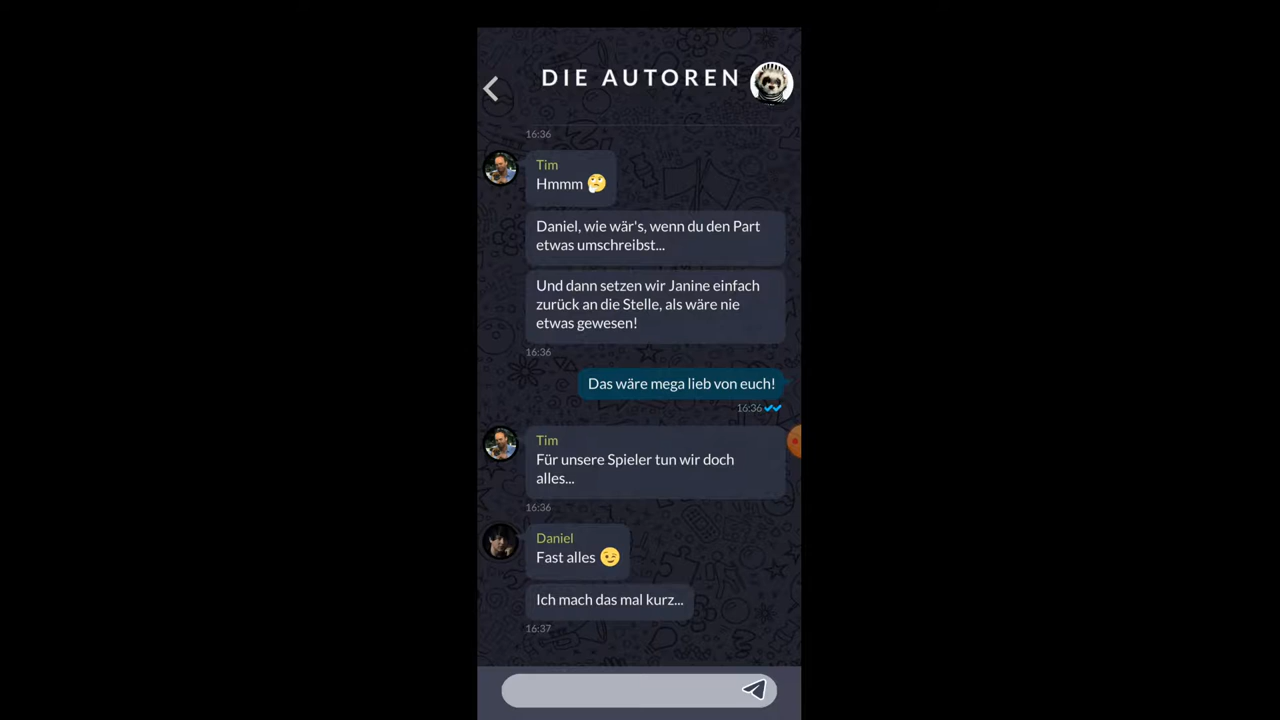 DIE AUTOREN
16:36
Tim
Hmmm 🤔
Daniel, wie wär's, wenn du den Part
etwas umschreibst...
Und dann setzen wir Janine einfach
zurück an die Stelle, als wäre nie
etwas gewesen!
16:36
Das wäre mega lieb von euch!
16:36
Tim
Für unsere Spieler tun wir doch
alles...
16:36
Daniel
Fast alles 😉
Ich mach das mal kurz...
16:37